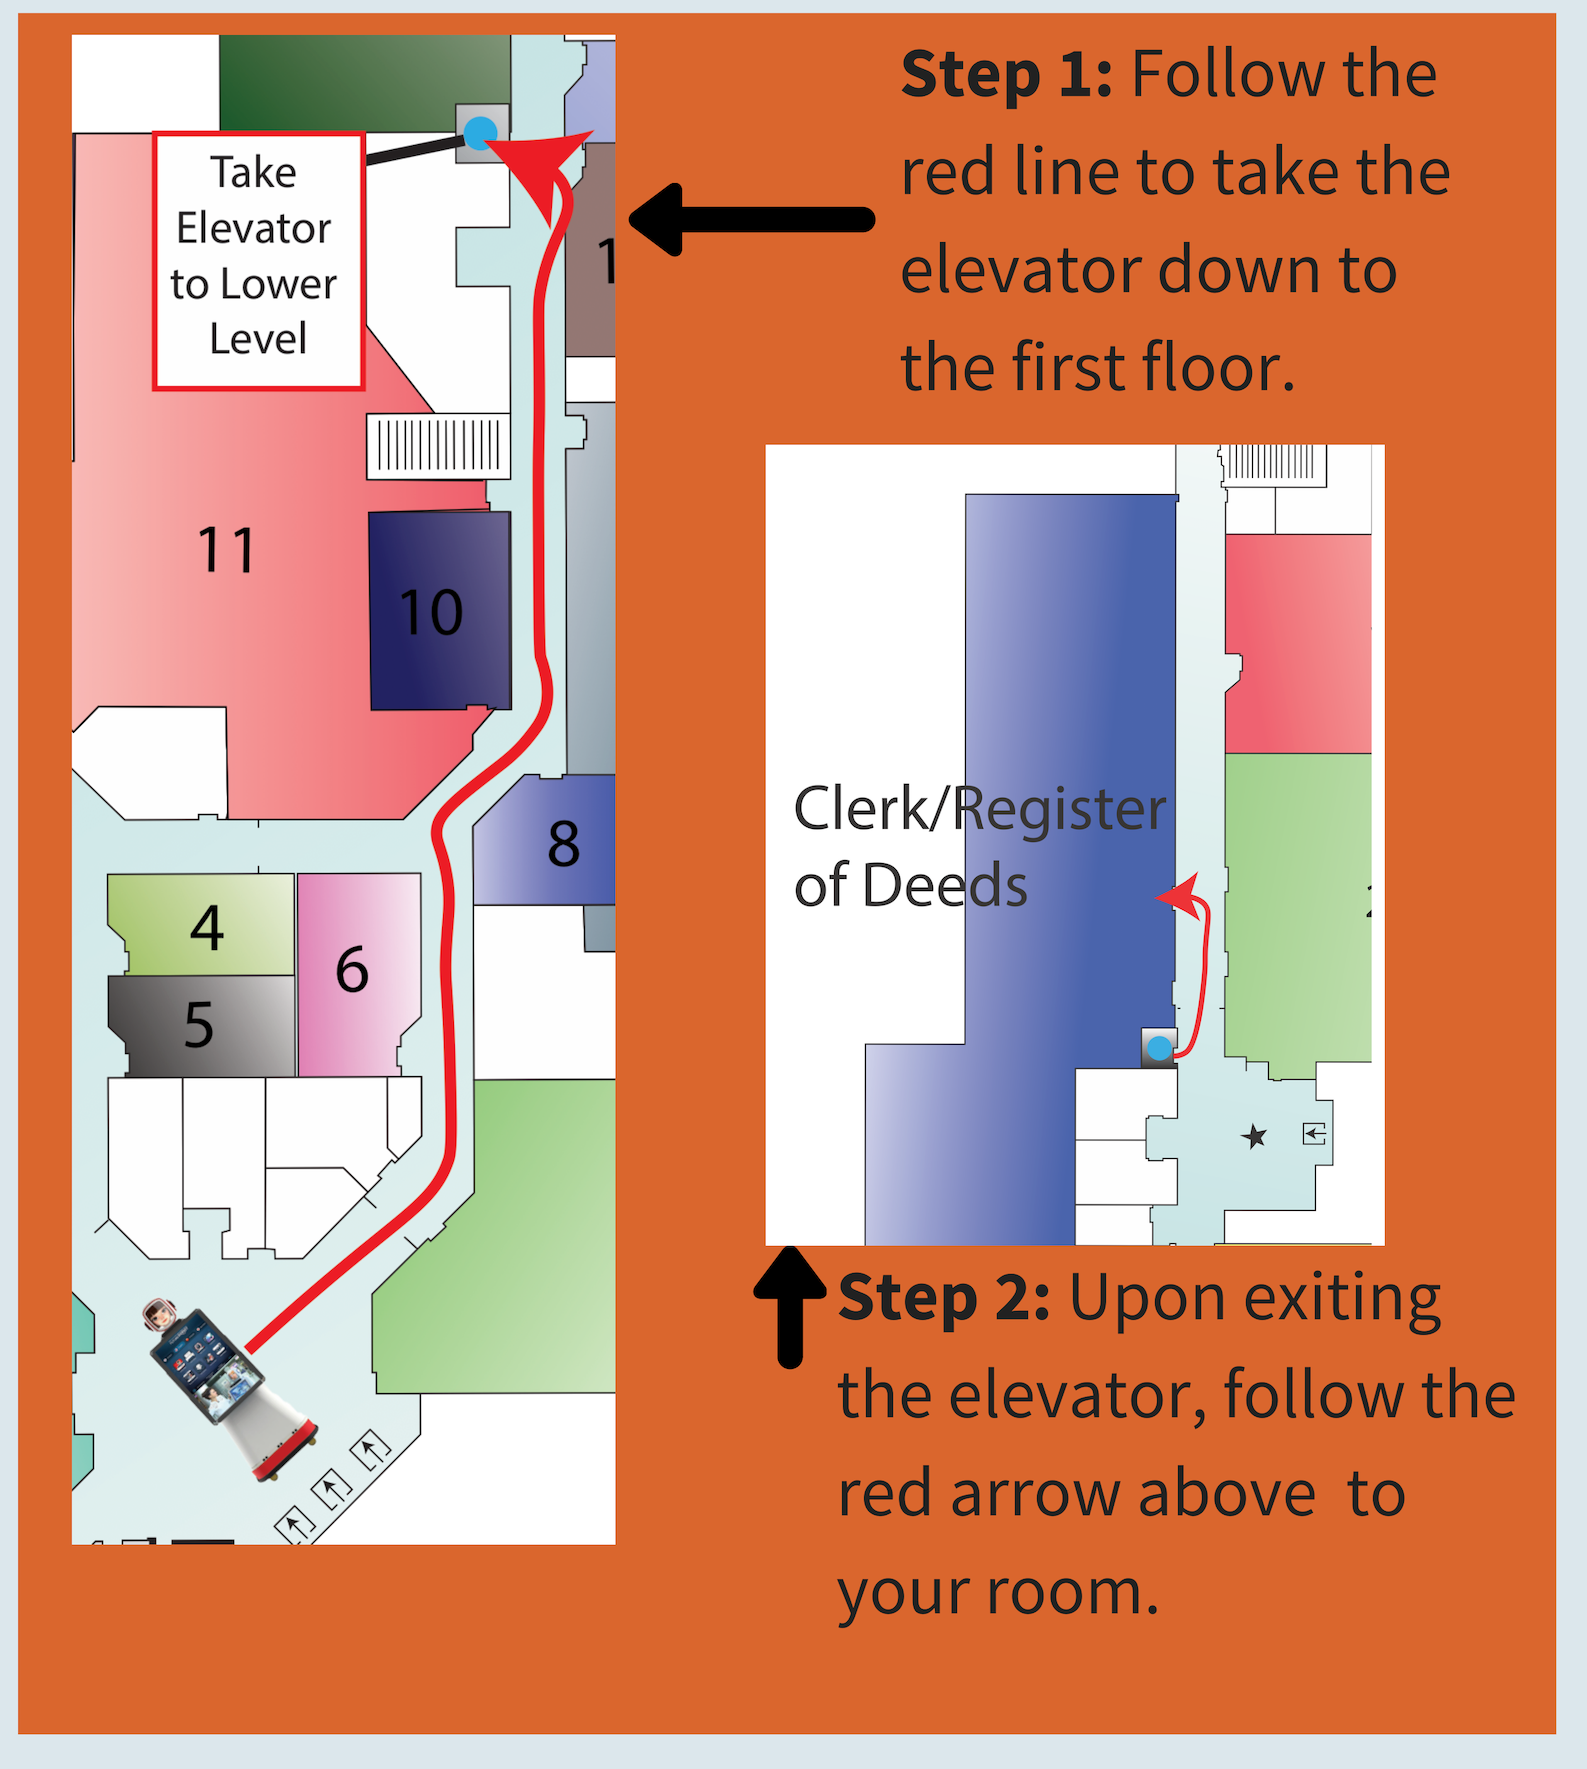 Step 1: Follow the
red line to take the
elevator down to
the first floor.
Take
Elevator
to Lower
Level
1
11
10
8
4
6
5
Clerk/Register
of Deeds
Step 2: Upon exiting
the elevator, follow the
red arrow above  to
your room.